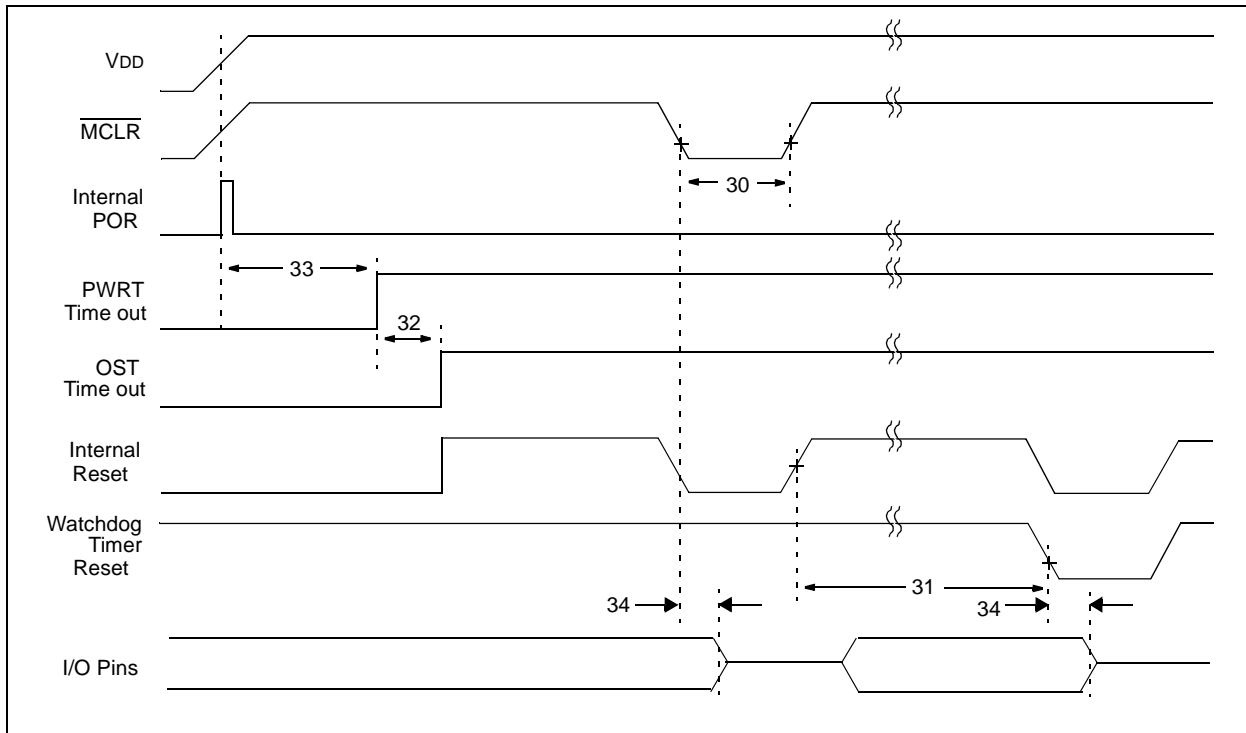 VDD
MCLR
30
Internal
POR
33
PWRT
Time out
32
OST
Time out
Internal
Reset
Watchdog
Timer
Reset
31
34
34
I/O Pins